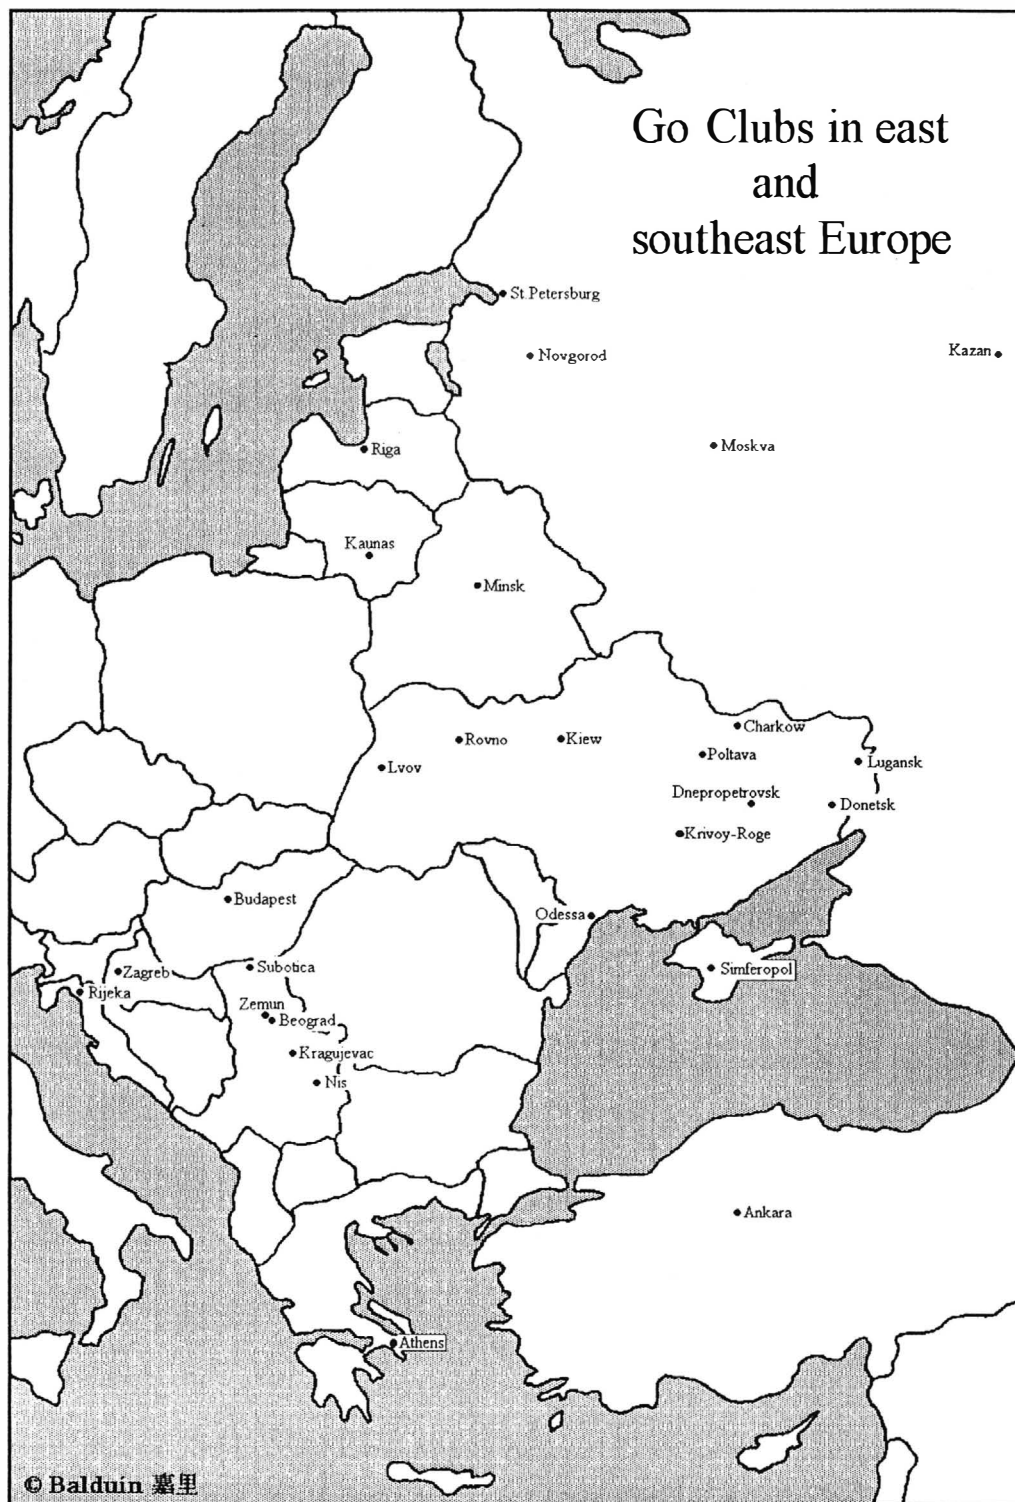 Go Clubs in east
and
southeast Europe
St.Petersburg
Novgorod
Kazan
Moskva
Riga
Kaunas
Minsk
Charkow
Rovno
Kiew
Poltava
Lugansk
Lvov
Dnepropetrovsk
Donetsk
Krivoy-Roge
Budapest
Odessa
Subotica
Simferopol
Zagreb
Rijeka
Zemun
Beograd
Kragujevac
Nis
Ankara
Athens
© Balduin 嘉里